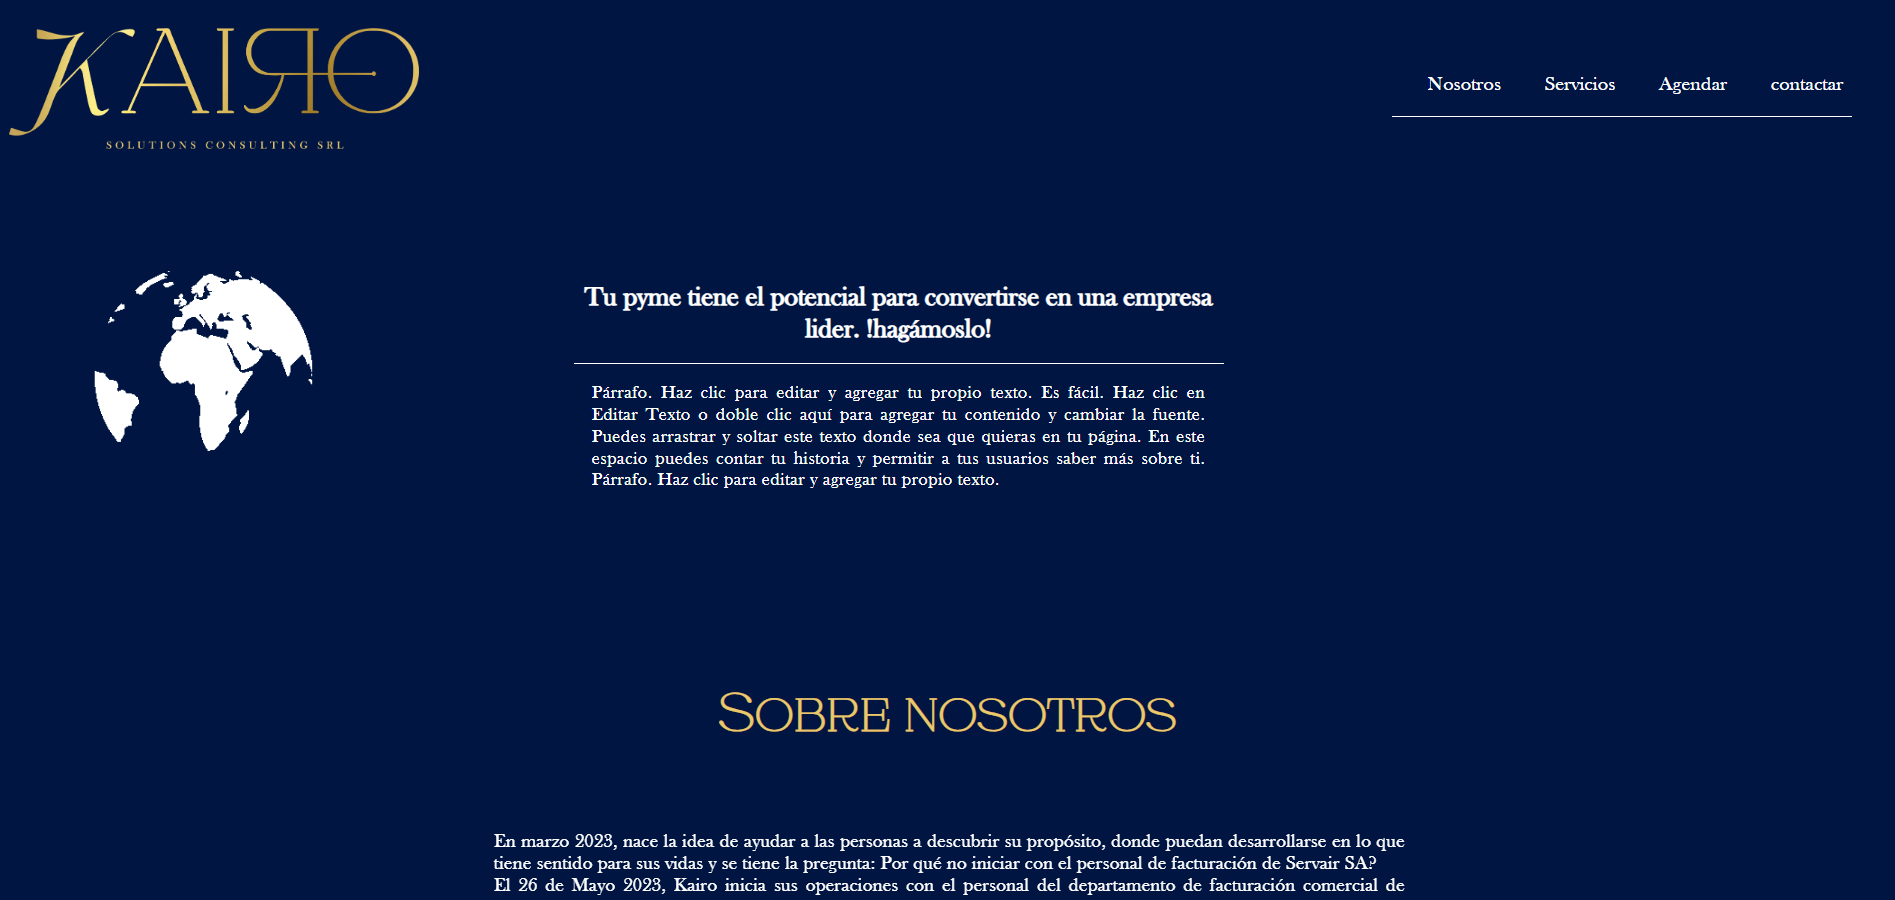 KAIRO
SOLUTIONS CONSULTING SRL
Nosotros Servicios Agendar contactar
Tu pyme tiene el potencial para convertirse en una empresa
lider. !hagámoslo!
Párrafo. Haz clic para editar y agregar tu propio texto. Es fácil. Haz clic en
Editar Texto o doble clic aquí para agregar tu contenido y cambiar la fuente.
Puedes arrastrar y soltar este texto donde sea que quieras en tu página. En este
espacio puedes contar tu historia y permitir a tus usuarios saber más sobre ti.
Párrafo. Haz clic para editar y agregar tu propio texto.
SOBRE NOSOTROS
En marzo 2023, nace la idea de ayudar a las personas a descubrir su propósito, donde puedan desarrollarse en lo que
tiene sentido para sus vidas y se tiene la pregunta: Por qué no iniciar con el personal de facturación de Servair SA?
El 26 de Mayo 2023, Kairo inicia sus operaciones con el personal del departamento de facturación comercial de